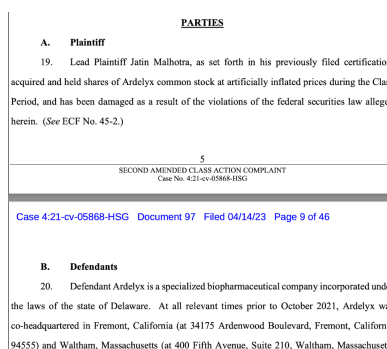 PARTIES
A. Plaintiff
19. Lead Plaintiff Jatin Malhotra, as set forth in his previously filed certificatio
acquired and held shares of Ardelyx common stock at artificially inflated prices during the Clas
Period, and has been damaged as a result of the violations of the federal securities law allege
herein. (See ECF No. 45-2.)
5
SECOND AMENDED CLASS ACTION COMPLAINT
Case No. 4:21-cv-05868-HSG
Case 4:21-cv-05868-HSG Document 97 Filed 04/14/23 Page 9 of 46
B. Defendants
20. Defendant Ardelyx is a specialized biopharmaceutical company incorporated unde
the laws of the state of Delaware. At all relevant times prior to October 2021, Ardelyx wa
co-headquartered in Fremont, California (at 34175 Ardenwood Boulevard, Fremont, Californ
94555) and Waltham, Massachusetts (at 400 Fifth Avenue, Suite 210, Waltham, Massachuset